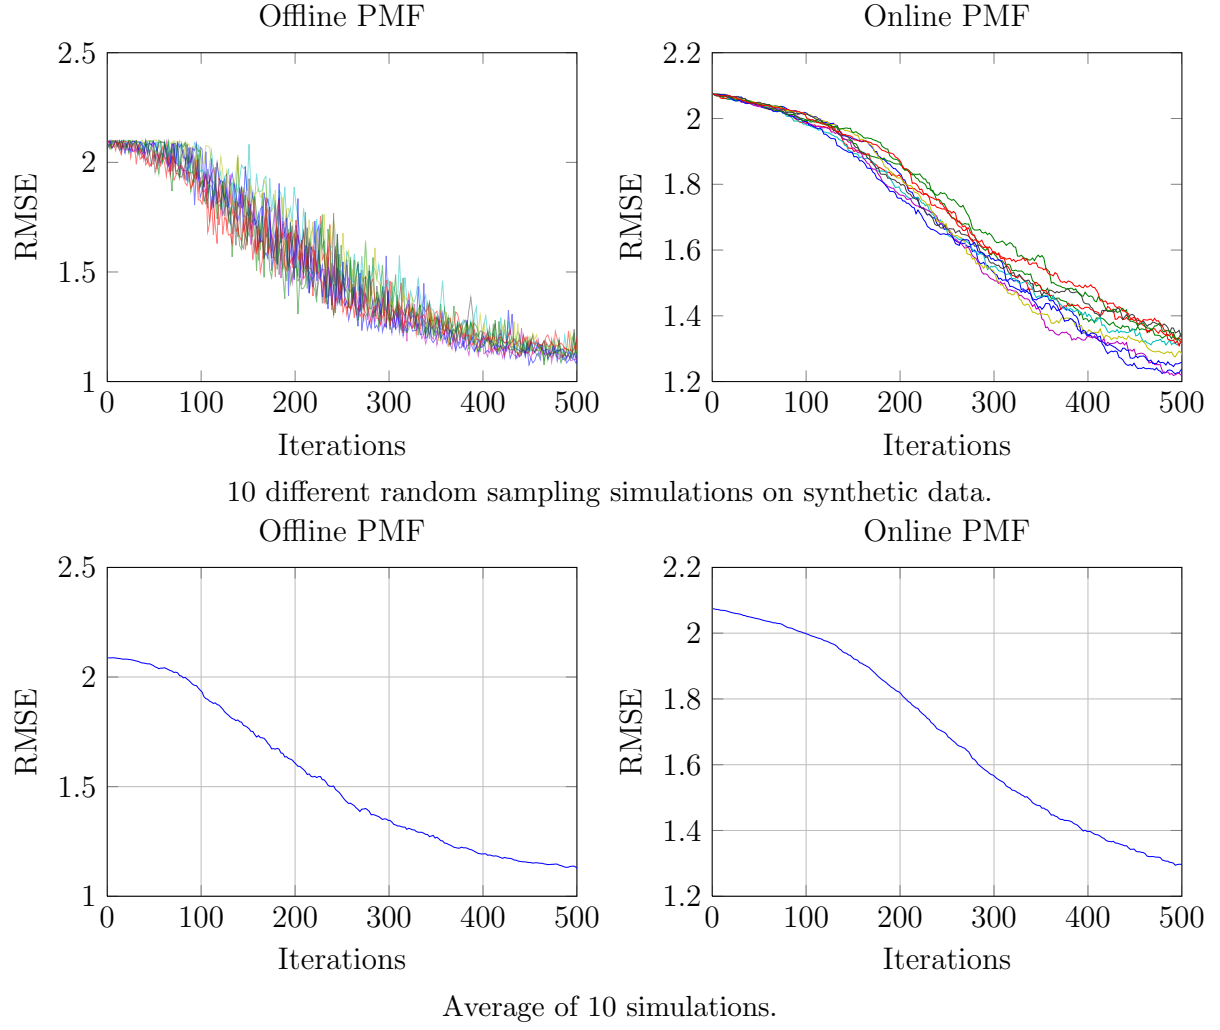 Offline PMF
Online PMF
2.5
2
1.5
1
RMSE
0 100 200 300 400 500
Iterations
2.2
2
1.8
1.6
1.4
1.2
RMSE
0 100 200 300 400 500
Iterations
10 different random sampling simulations on synthetic data.
Offline PMF
Online PMF
2.5
2
1.5
1
RMSE
0 100 200 300 400 500
Iterations
2.2
2
1.8
1.6
1.4
1.2
RMSE
0 100 200 300 400 500
Iterations
Average of 10 simulations.